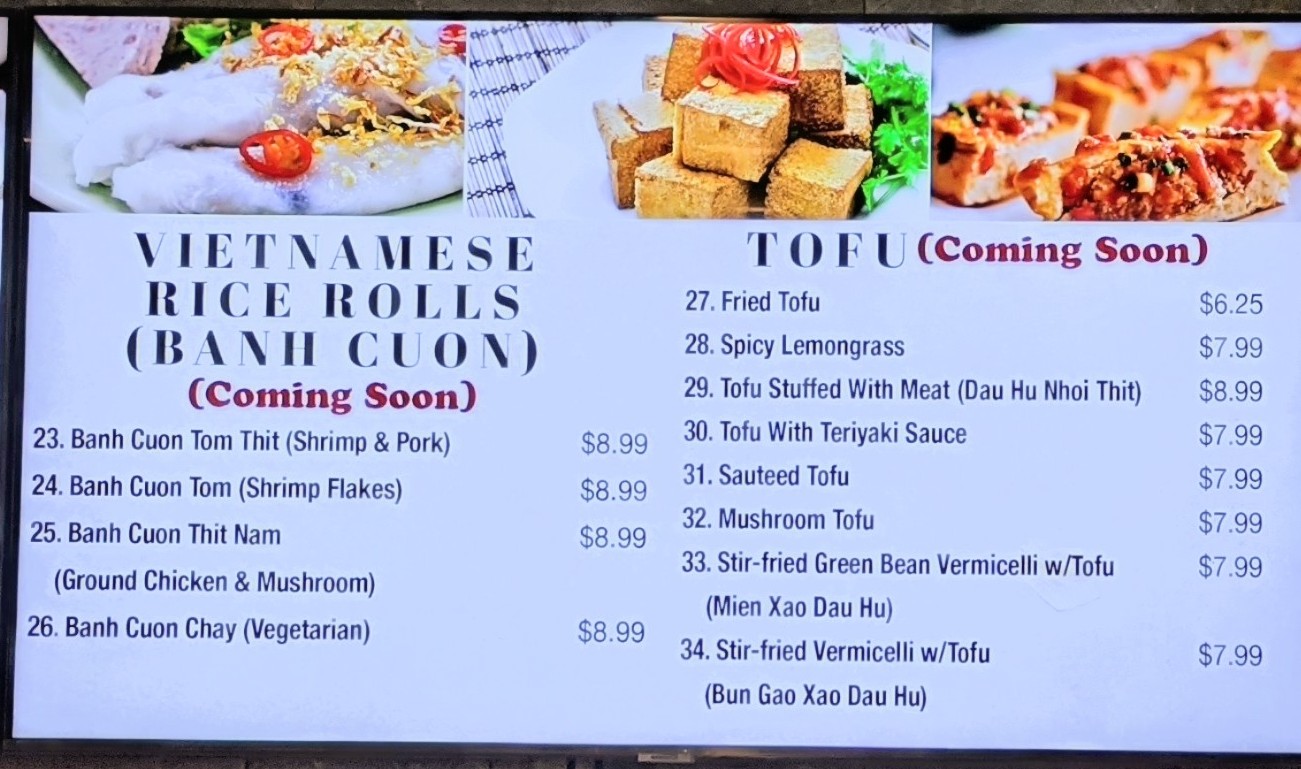 VIETNAMESE
RICE ROLLS
(BANH CUON)
(Coming Soon)
23. Banh Cuon Tom Thit (Shrimp & Pork) $8.99
24. Banh Cuon Tom (Shrimp Flakes) $8.99
25. Banh Cuon Thit Nam $8.99
(Ground Chicken & Mushroom)
26. Banh Cuon Chay (Vegetarian) $8.99
TOFU (Coming Soon)
27. Fried Tofu $6.25
28. Spicy Lemongrass $7.99
29. Tofu Stuffed With Meat (Dau Hu Nhoi Thit) $8.99
30. Tofu With Teriyaki Sauce $7.99
31. Sauteed Tofu $7.99
32. Mushroom Tofu $7.99
33. Stir-fried Green Bean Vermicelli w/Tofu $7.99
(Mien Xao Dau Hu)
34. Stir-fried Vermicelli w/Tofu $7.99
(Bun Gao Xao Dau Hu)